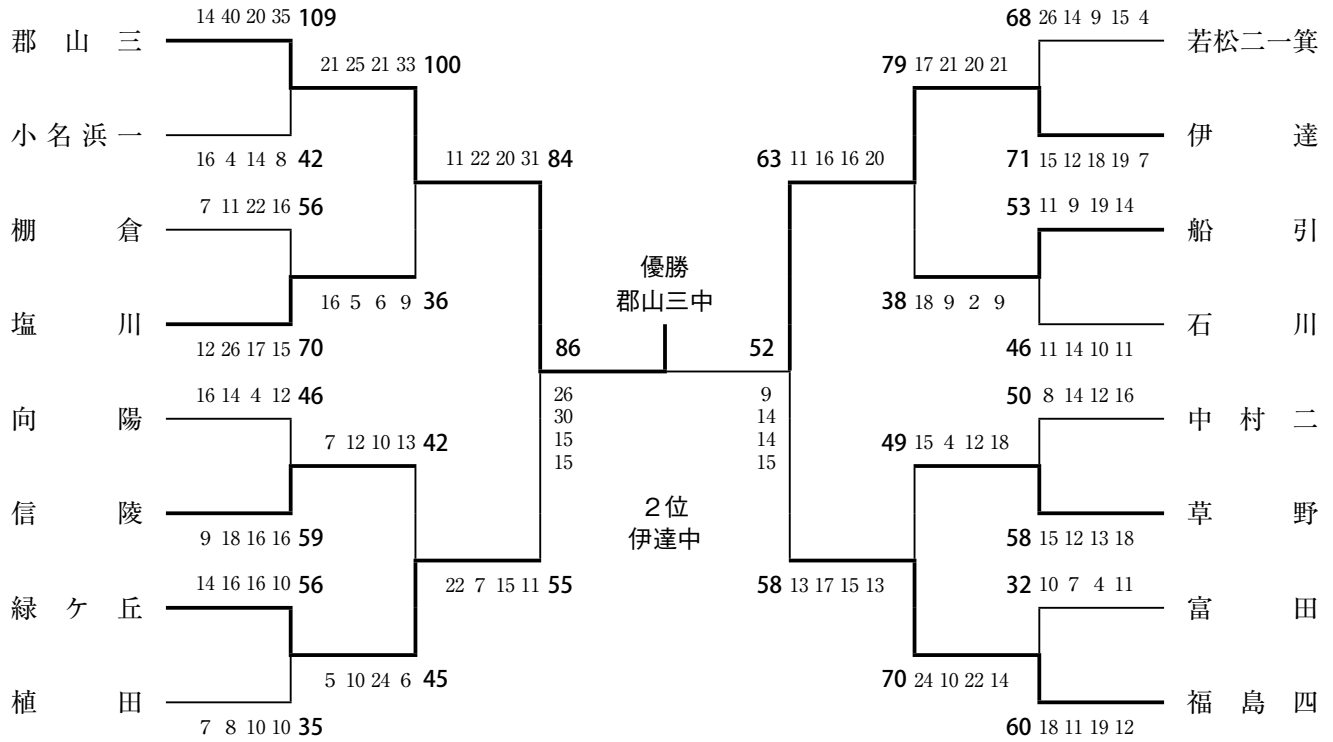 14 40 20 35 109
郡山三
21 25 21 33 100
小名浜一
16 4 14 8 42
11 22 20 31 84
7 11 22 16 56
棚倉
16 5 6 9 36
塩川
12 26 17 15 70
16 14 4 12 46
向陽
7 12 10 13 42
信陵
9 18 16 16 59
22 7 15 11 55
14 16 16 10 56
緑ケ丘
5 10 24 6 45
植田
7 8 10 10 35
優勝
郡山三中
86
26
30
15
15
52
9
14
14
15
2位
伊達中
68 26 14 9 15 4
若松二一箕
79 17 21 20 21
伊達
71 15 12 18 19 7
63 11 16 16 20
53 11 9 19 14
船引
38 18 9 2 9
石川
46 11 14 10 11
50 8 14 12 16
中村二
49 15 4 12 18
草野
58 15 12 13 18
58 13 17 15 13
32 10 7 4 11
富田
70 24 10 22 14
福島四
60 18 11 19 12